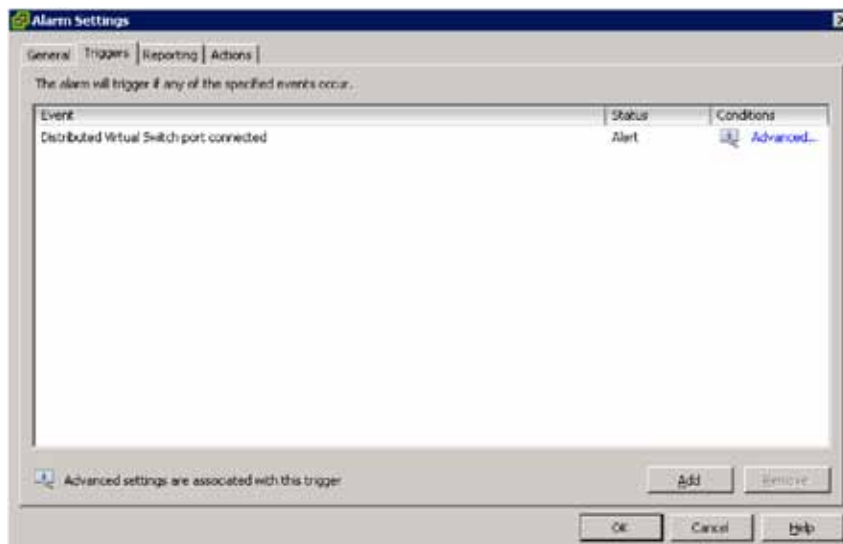 Alarm Settings
General Triggers Reporting Actions
The alarm will trigger if any of the specified events occur.
Event Status Conditions
Distributed Virtual Switch port connected Alert Advanced...
Advanced settings are associated with this trigger
Add Remove
OK Cancel Help